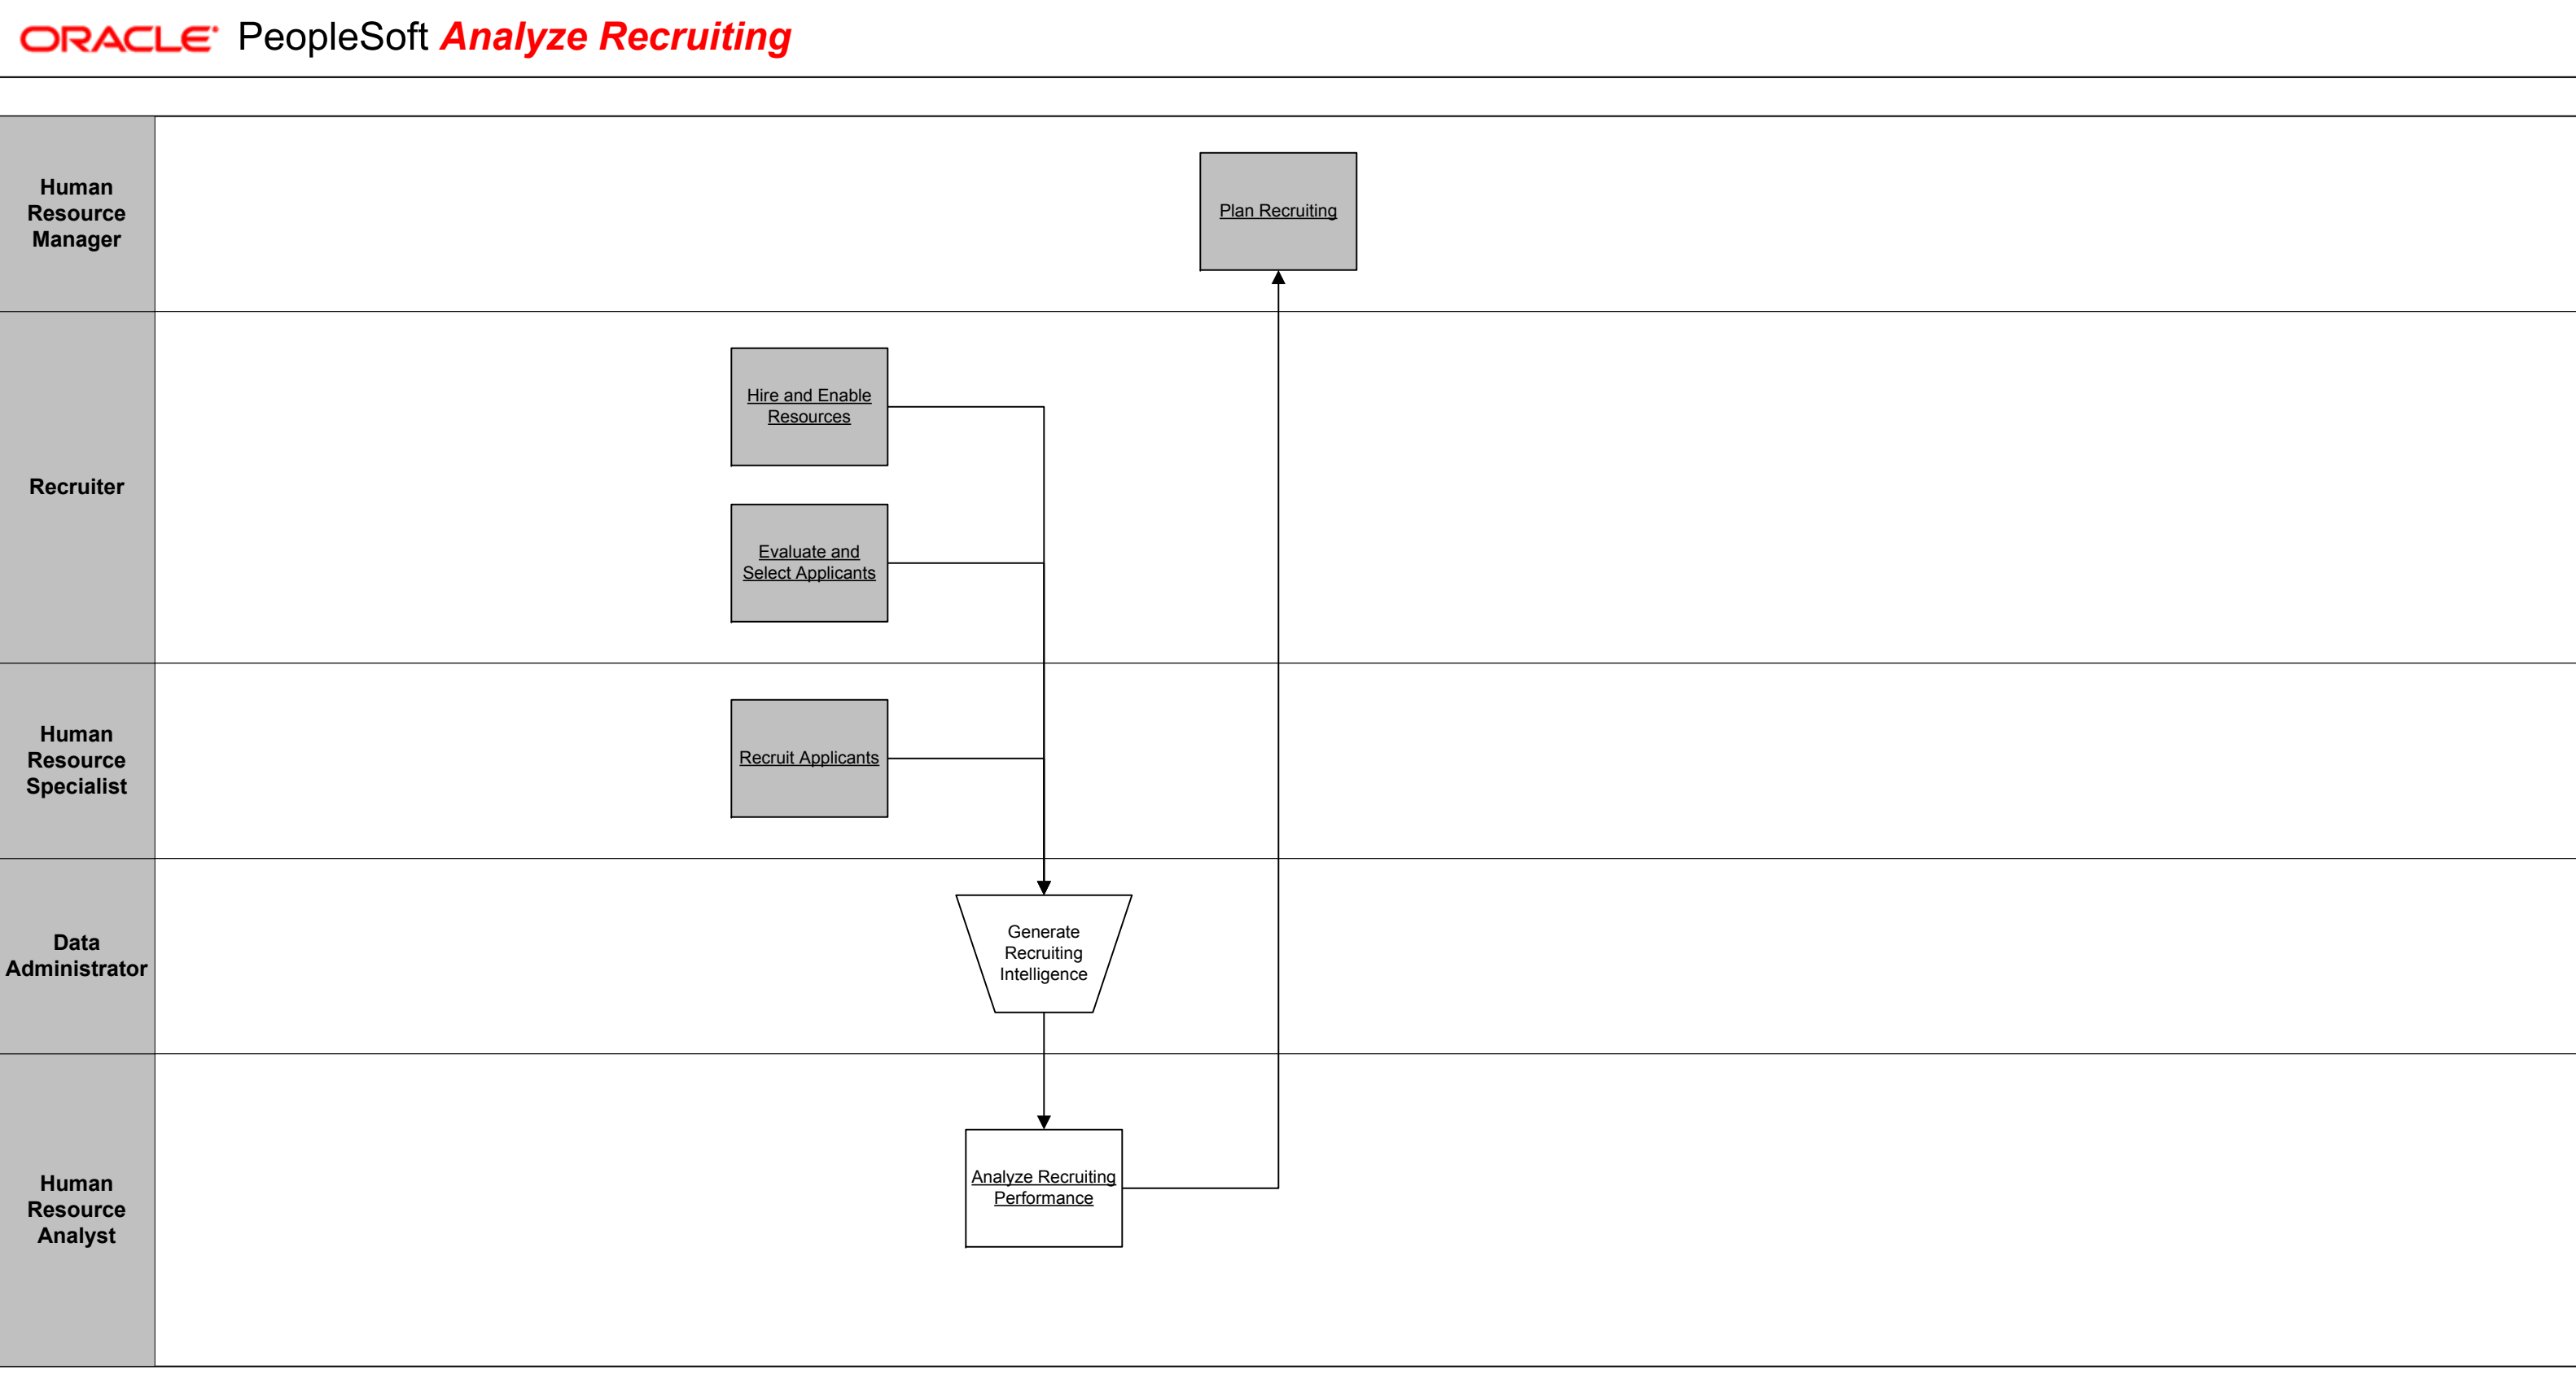 ORACLE PeopleSoft Analyze Recruiting
Human
Resource
Manager
Plan Recruiting
Recruiter
Hire and Enable
Resources
Evaluate and
Select Applicants
Human
Resource
Specialist
Recruit Applicants
Data
Administrator
Generate
Recruiting
Intelligence
Human
Resource
Analyst
Analyze Recruiting
Performance